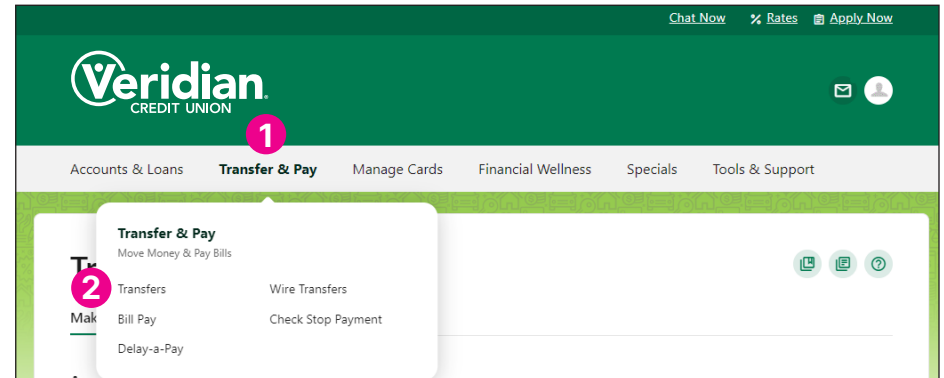 Chat Now % Rates Apply Now
Veridian
CREDIT UNION
1
Accounts & Loans Transfer & Pay Manage Cards Financial Wellness Specials Tools & Support
Transfer & Pay
Move Money & Pay Bills
2
Transfers Wire Transfers
Mak
Bill Pay Check Stop Payment
Delay-a-Pay